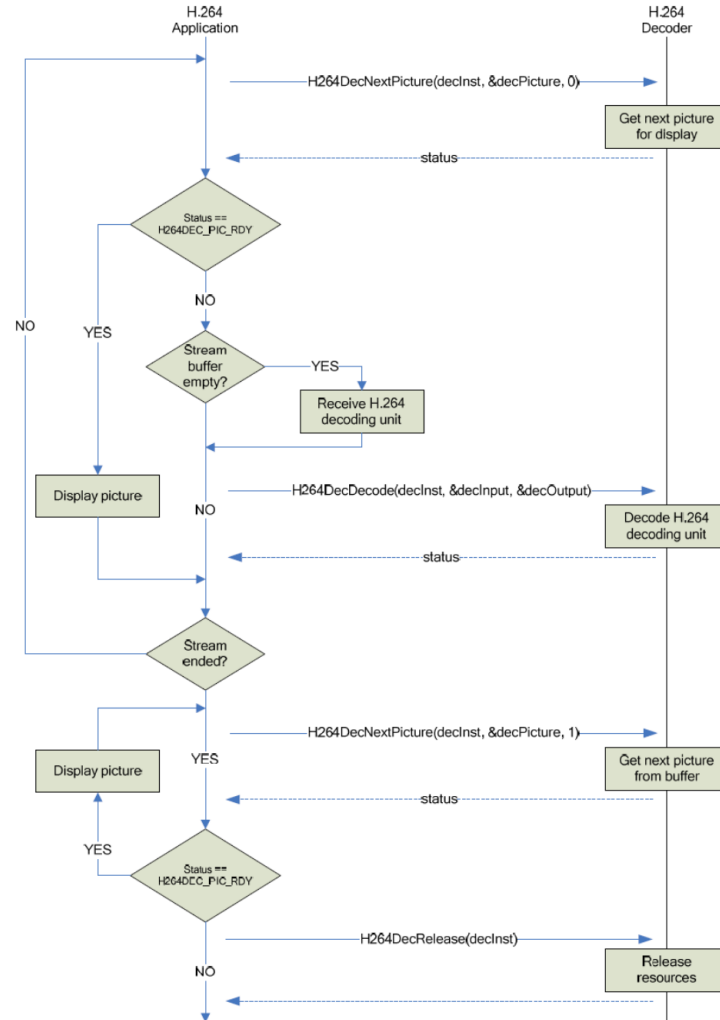 H.264
Application
H.264
Decoder
H264DecNextPicture(decInst, &decPicture, 0)
Get next picture
for display
status
Status ==
H264DEC_PIC_RDY
NO
NO
YES
Stream
buffer
empty?
YES
Receive H.264
decoding unit
H264DecDecode(decInst, &decInput, &decOutput)
Display picture
NO
Decode H.264
decoding unit
status
Stream
ended?
H264DecNextPicture(decInst, &decPicture, 1)
YES
Get next picture
from buffer
Display picture
status
YES
Status ==
H264DEC_PIC_RDY
H264DecRelease(decInst)
NO
Release
resources